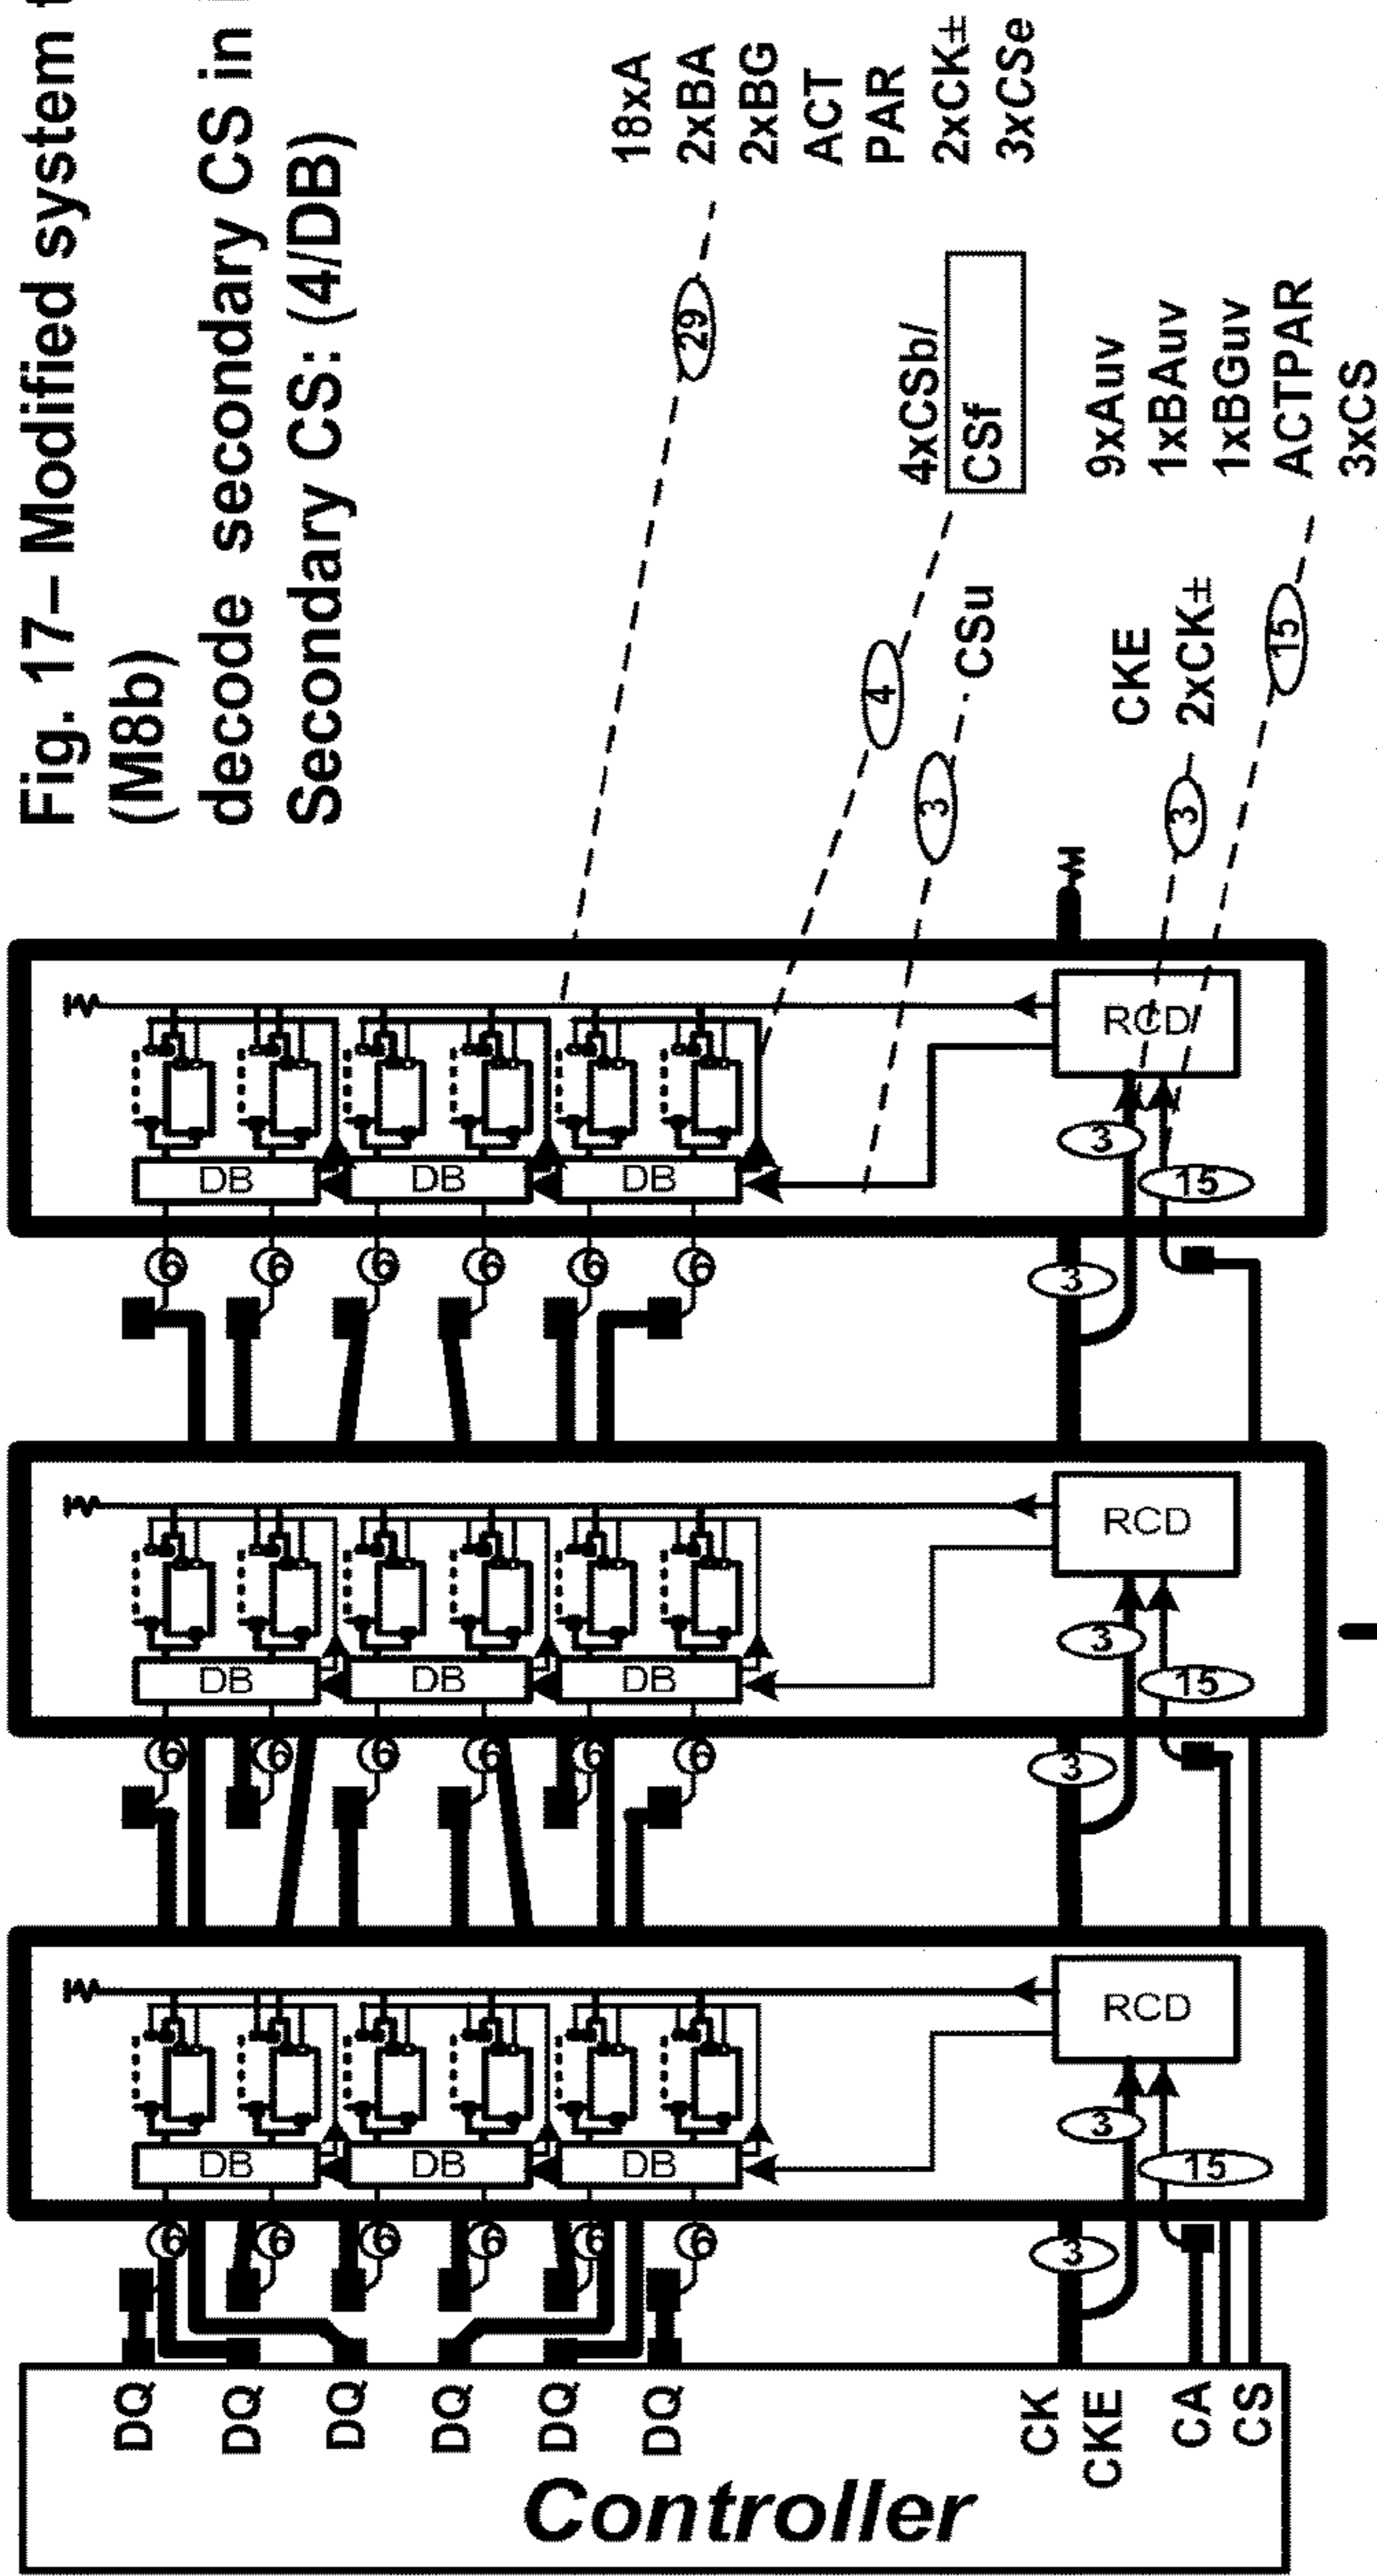 Fig. 17– Modified system
(M8b)
decode secondary CS in
Secondary CS: (4/DB)
18xA
2xBA
2xBG
ACT
PAR
2xCK±
3xCSe
29
4xCSb/
CSf
4
CSu
3
9xAuv
1xBAuv
1xBGuv
ACTPAR
3xCS
CKE
2xCK±
3
15
DB
DB
DB
RCD
3
15
6
6
6
6
6
6
3
DB
DB
DB
RCD
3
15
6
6
6
6
6
6
3
DB
DB
DB
RCD
3
15
6
6
6
6
6
6
3
DQ
DQ
DQ
DQ
DQ
DQ
CK
CKE
CA
CS
Controller